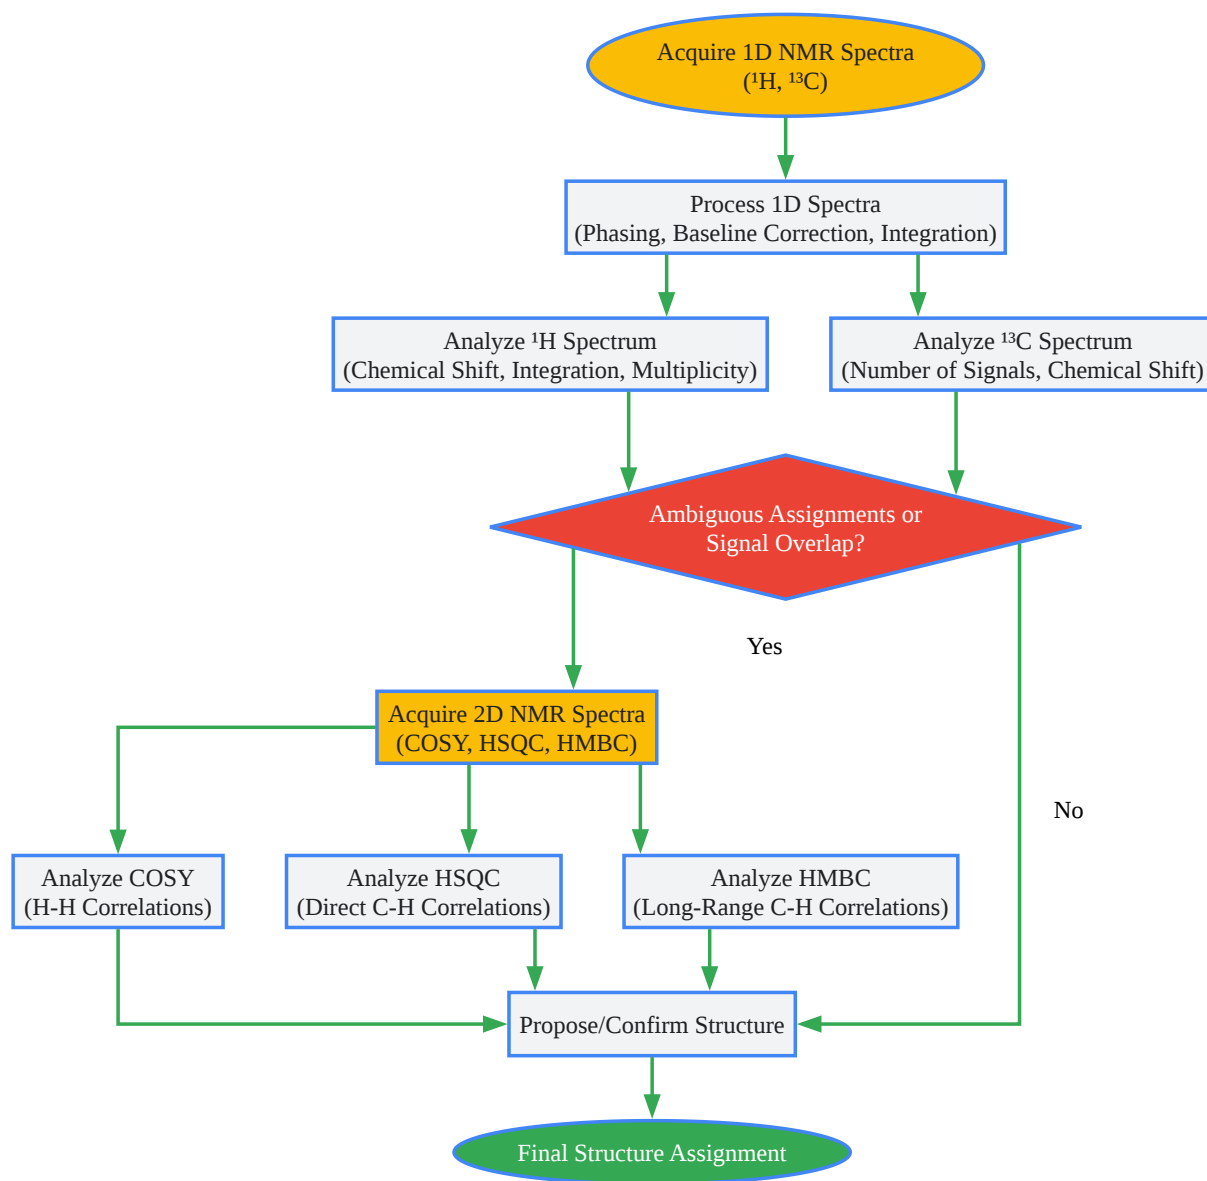 Acquire 1D NMR Spectra
(¹H, ¹³C)
Process 1D Spectra
(Phasing, Baseline Correction, Integration)
Analyze ¹H Spectrum
(Chemical Shift, Integration, Multiplicity)
Analyze ¹³C Spectrum
(Number of Signals, Chemical Shift)
Ambiguous Assignments or
Signal Overlap?
Yes
Acquire 2D NMR Spectra
(COSY, HSQC, HMBC)
No
Analyze COSY
(H-H Correlations)
Analyze HSQC
(Direct C-H Correlations)
Analyze HMBC
(Long-Range C-H Correlations)
Propose/Confirm Structure
Final Structure Assignment